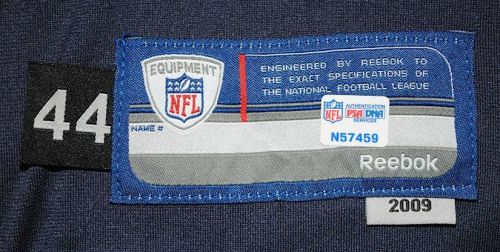 44
EQUIPMENT
NFL
NAME #
ENGINEERED BY REEBOK TO
THE EXACT SPECIFICATIONS OF
THE NATIONAL FOOTBALL LEAGUE
NFL
AUTHENTICATION
PSA DNA
SERVICES
N57459
Reebok
2009